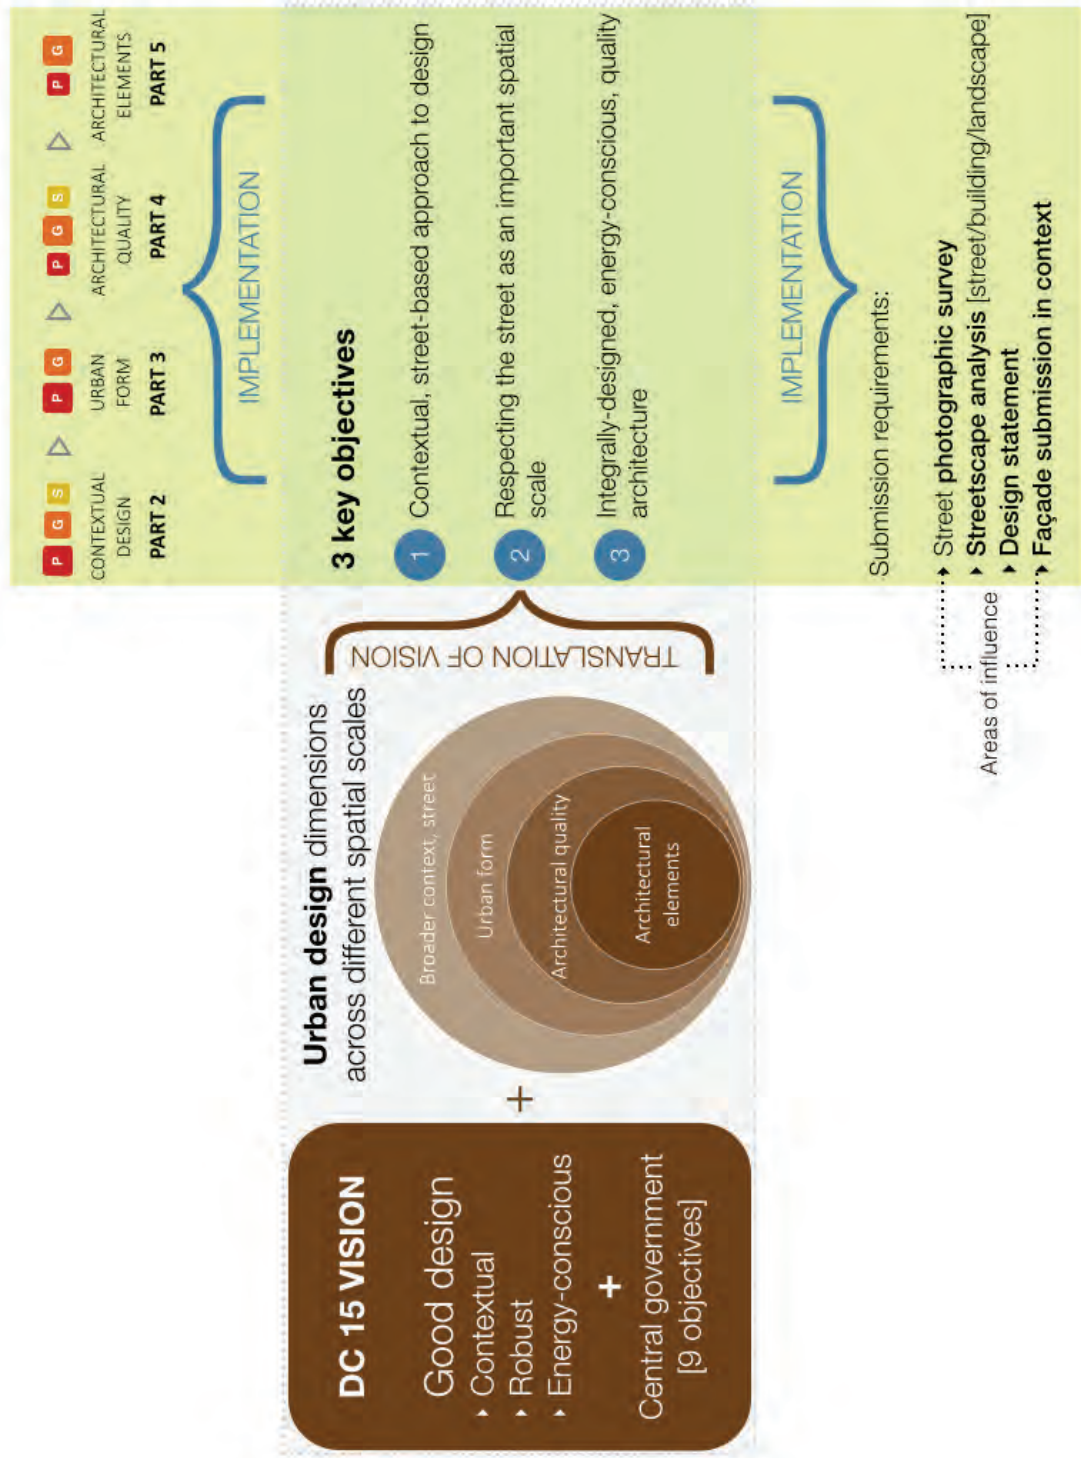 DC 15 VISION
Good design
‣ Contextual
‣ Robust
‣ Energy-conscious
+
Central government
[9 objectives]
+
Urban design dimensions
across different spatial scales
Broader context, street
Urban form
Architectural quality
Architectural
elements
TRANSLATION OF VISION
P G S
CONTEXTUAL
DESIGN
PART 2
P G
URBAN
FORM
PART 3
P G S
ARCHITECTURAL
QUALITY
PART 4
P G
ARCHITECTURAL
ELEMENTS
PART 5
IMPLEMENTATION
3 key objectives
1 Contextual, street-based approach to design
2 Respecting the street as an important spatial
scale
3 Integrally-designed, energy-conscious, quality
architecture
IMPLEMENTATION
Submission requirements:
Areas of influence
‣ Street photographic survey
‣ Streetscape analysis [street/building/landscape]
‣ Design statement
‣ Façade submission in context